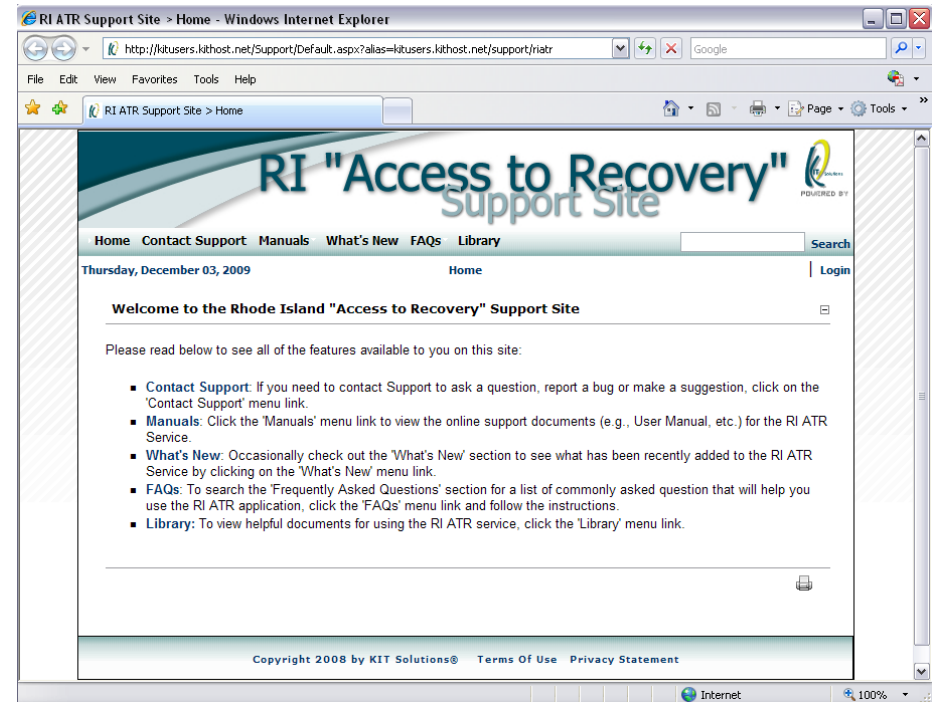 RI ATR Support Site > Home - Windows Internet Explorer
http://kitusers.kithost.net/Support/Default.aspx?alias=kitusers.kithost.net/support/riatr
Google
File Edit View Favorites Tools Help
RI ATR Support Site > Home
Page Tools
RI "Access to Recovery"
Support Site
POWERED BY
Home Contact Support Manuals What's New FAQs Library
Search
Thursday, December 03, 2009 Home Login
Welcome to the Rhode Island "Access to Recovery" Support Site
Please read below to see all of the features available to you on this site:
Contact Support: If you need to contact Support to ask a question, report a bug or make a suggestion, click on the
'Contact Support' menu link.
Manuals: Click the 'Manuals' menu link to view the online support documents (e.g., User Manual, etc.) for the RI ATR
Service.
What's New: Occasionally check out the 'What's New' section to see what has been recently added to the RI ATR
Service by clicking on the 'What's New' menu link.
FAQs: To search the 'Frequently Asked Questions' section for a list of commonly asked question that will help you
use the RI ATR application, click the 'FAQs' menu link and follow the instructions.
Library: To view helpful documents for using the RI ATR service, click the 'Library' menu link.
Copyright 2008 by KIT Solutions® Terms Of Use Privacy Statement
Internet 100%